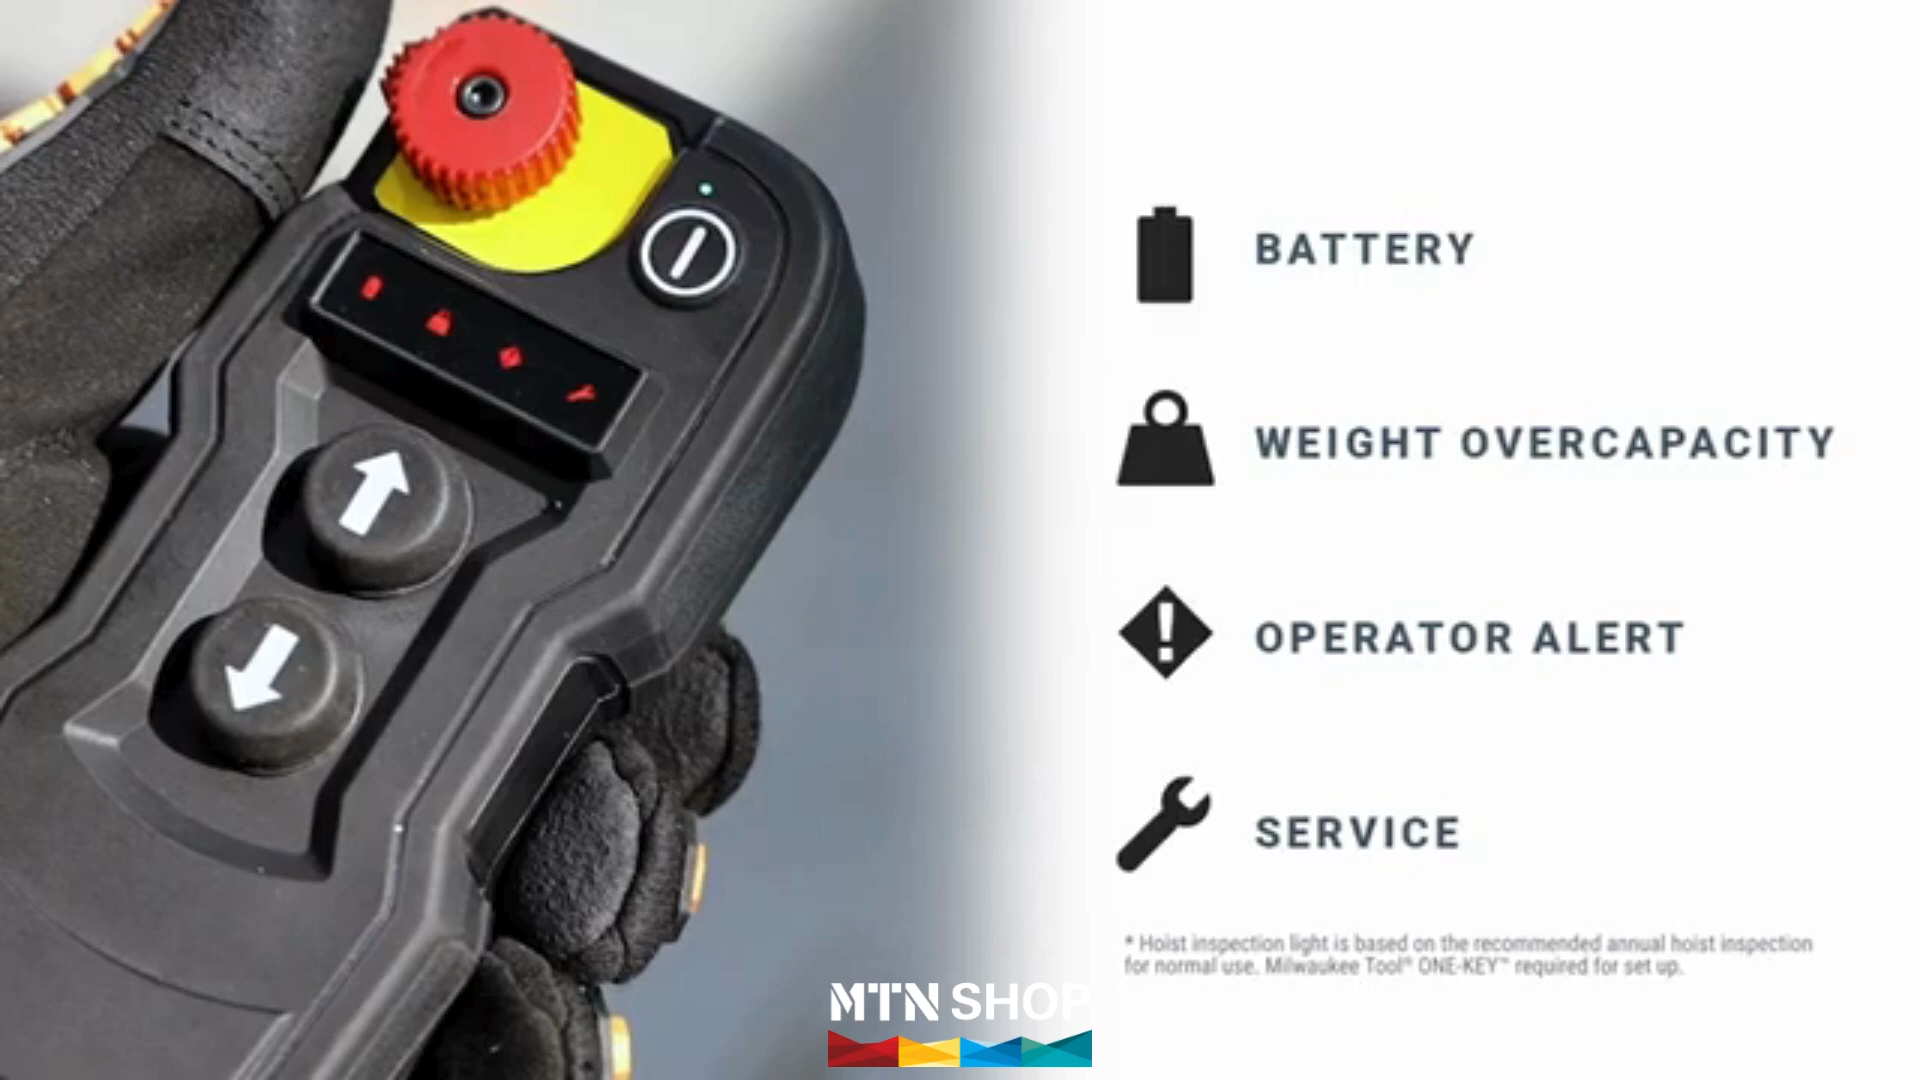 BATTERY
WEIGHT OVERCAPACITY
OPERATOR ALERT
SERVICE
* Hoist inspection light is based on the recommended annual hoist inspection
for normal use. Milwaukee Tool® ONE-KEY™ required for set up.
MTN SHOP